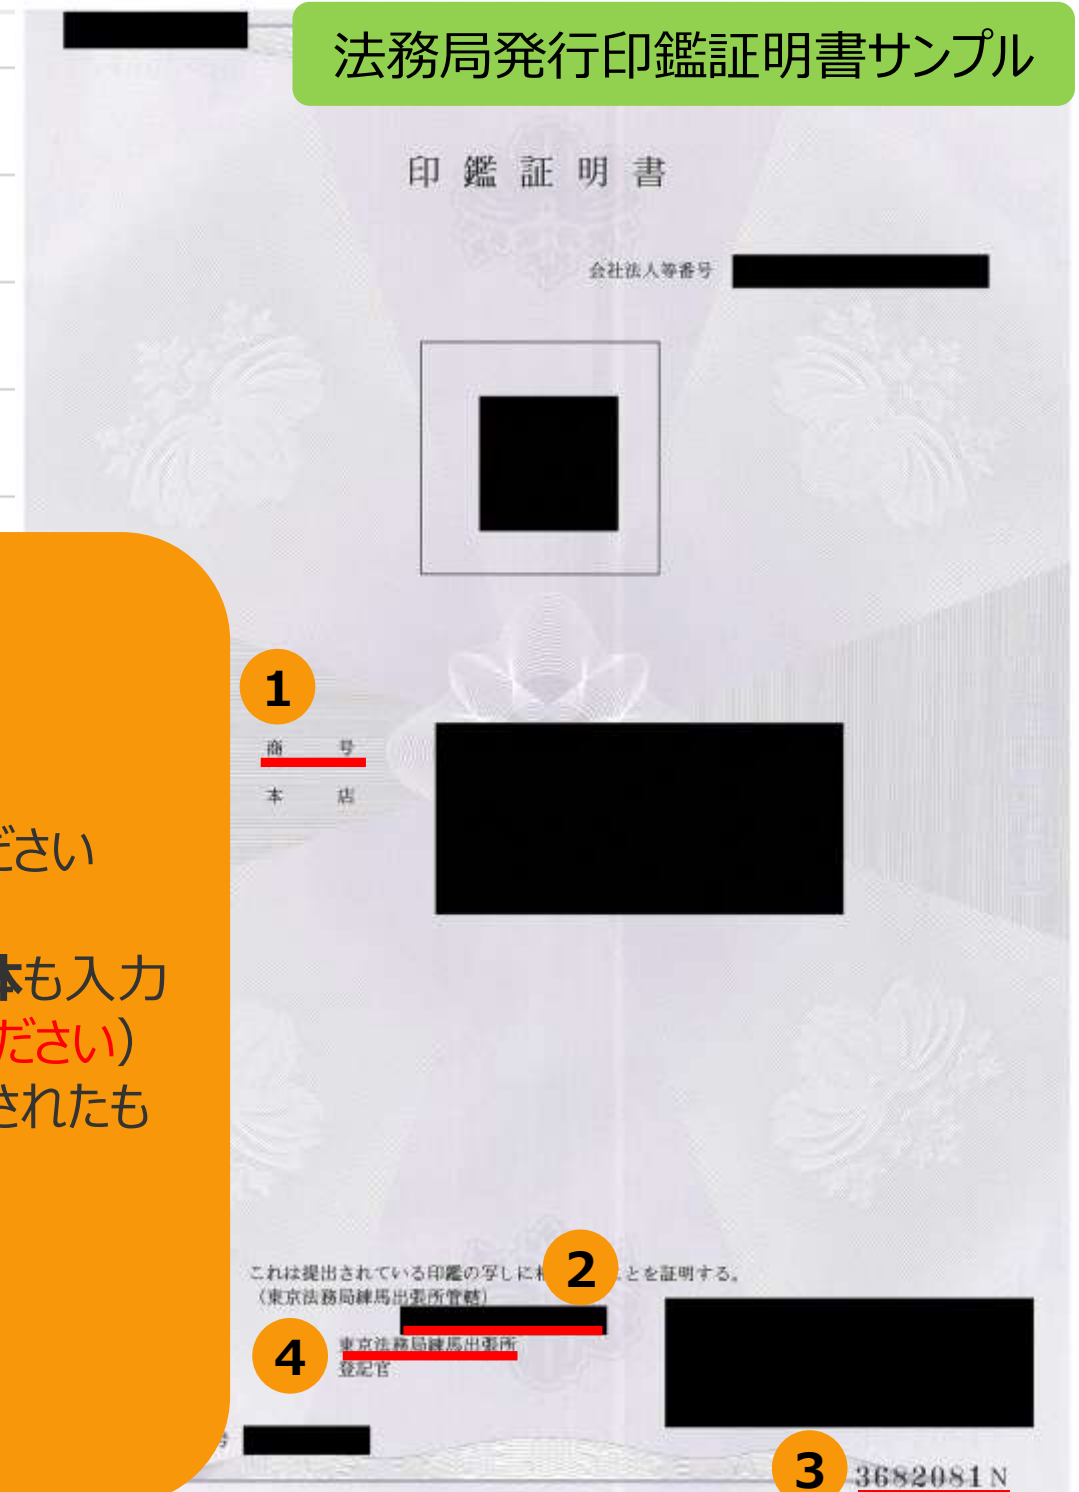 法務局発行印鑑証明書サンプル
印鑑証明書
会社法人等番号
1
商 号
本 店
ださい
体も入力
ださい）
されたも
これは提出されている印鑑の写しに
2
ことを証明する。
（東京法務局練馬出張所管轄）
4
東京法務局練馬出張所
登記官
号
3
3682081N